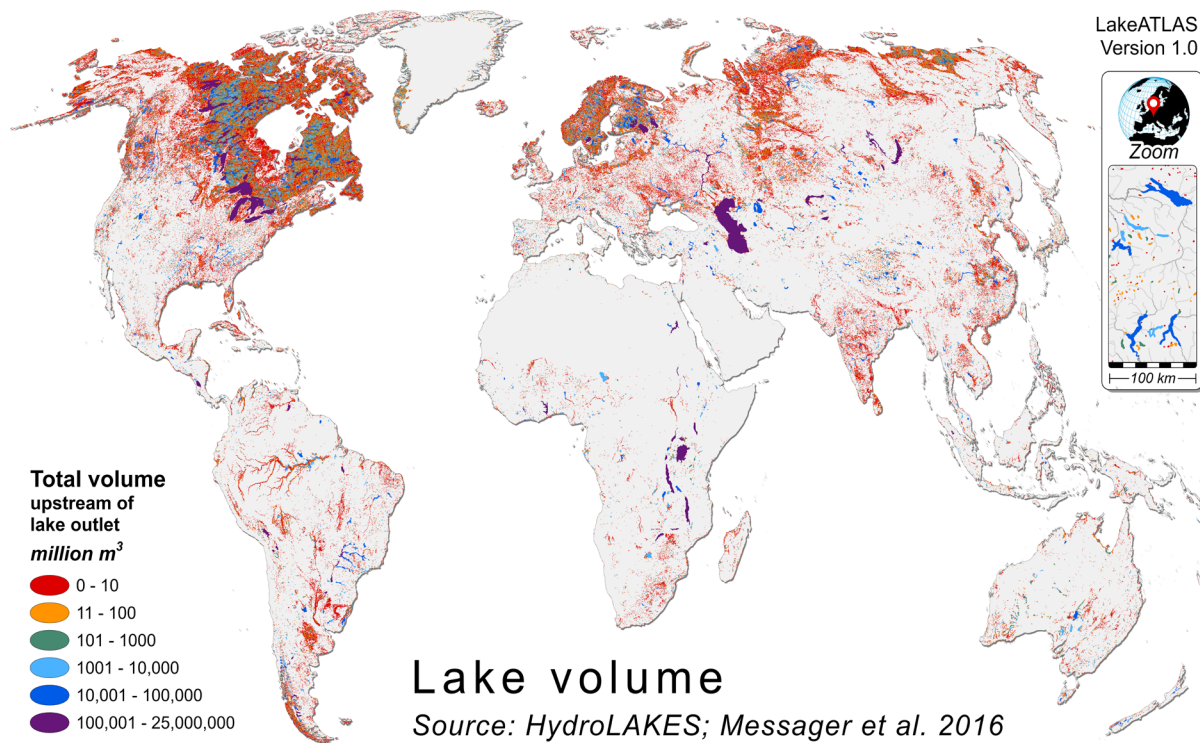 LakeATLAS
Version 1.0
Zoom
100 km
Total volume
upstream of
lake outlet
million m³
0 - 10
11 - 100
101 - 1000
1001 - 10,000
10,001 - 100,000
100,001 - 25,000,000
Lake volume
Source: HydroLAKES; Messager et al. 2016